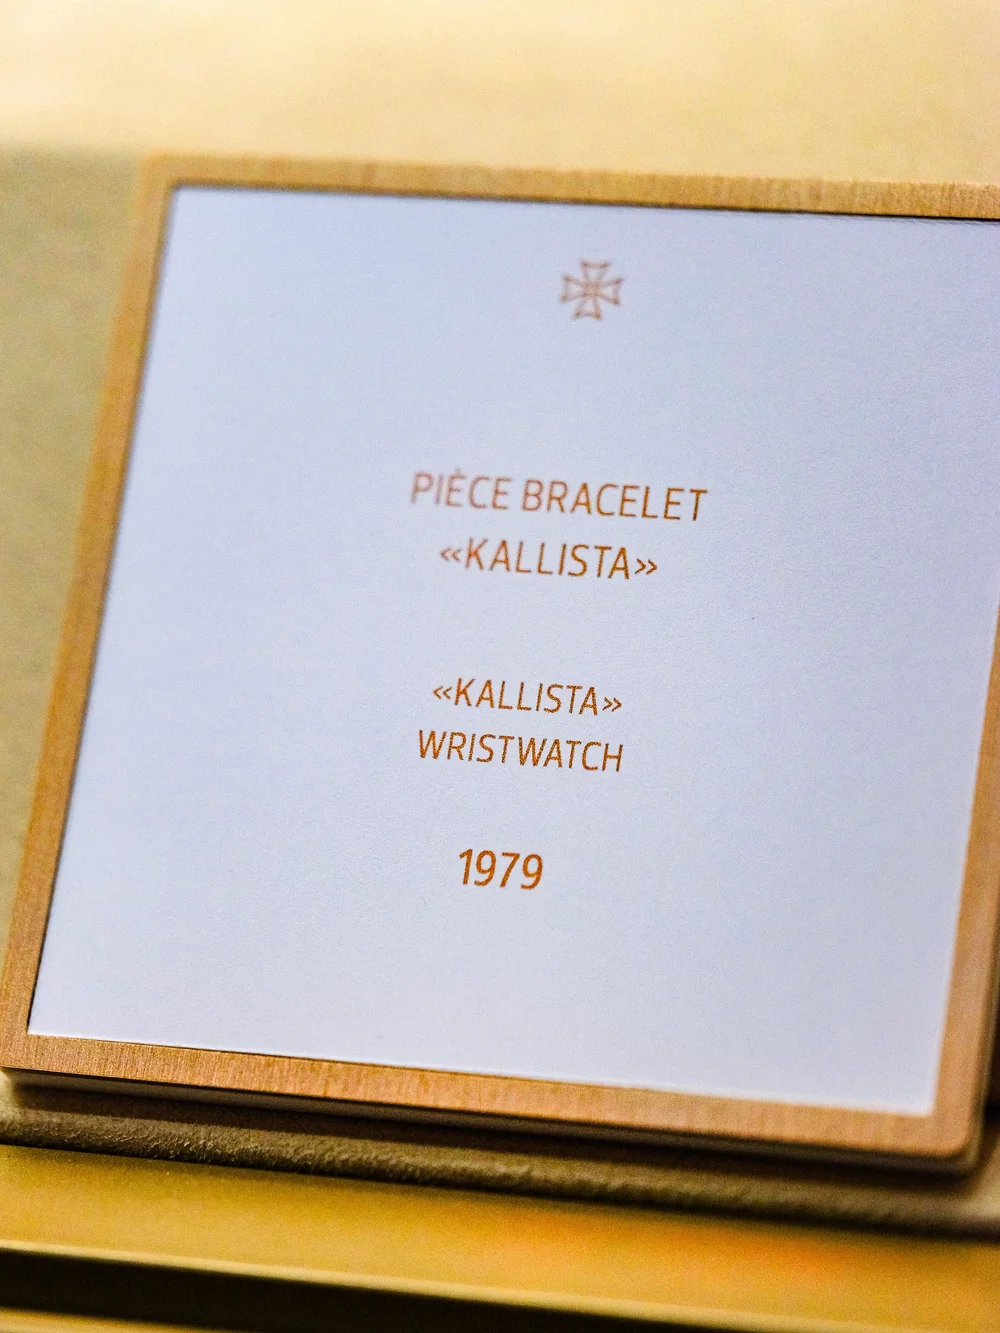 PIÈCE BRACELET
«KALLISTA»
«KALLISTA»
WRISTWATCH
1979